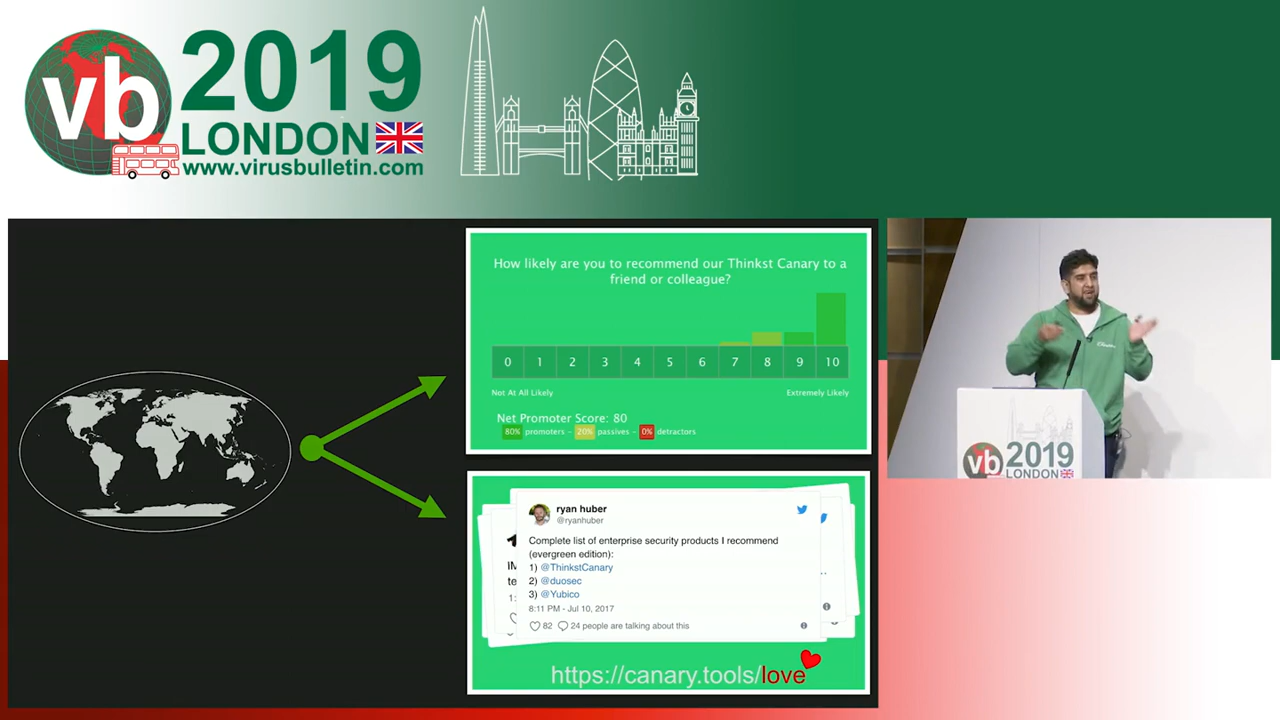 vb
2019
LONDON
www.virusbulletin.com
How likely are you to recommend our Thinkst Canary to a
friend or colleague?
0 1 2 3 4 5 6 7 8 9 10
Not At All Likely
Extremely Likely
Net Promoter Score: 80
80% promoters – 20% passives – 0% detractors
ryan huber
@ryanhuber
Complete list of enterprise security products I recommend
(evergreen edition):
1) @ThinkstCanary
2) @duosec
3) @Yubico
8:11 PM - Jul 10, 2017
82
24 people are talking about this
https://canary.tools/love
vb
2019
LONDON